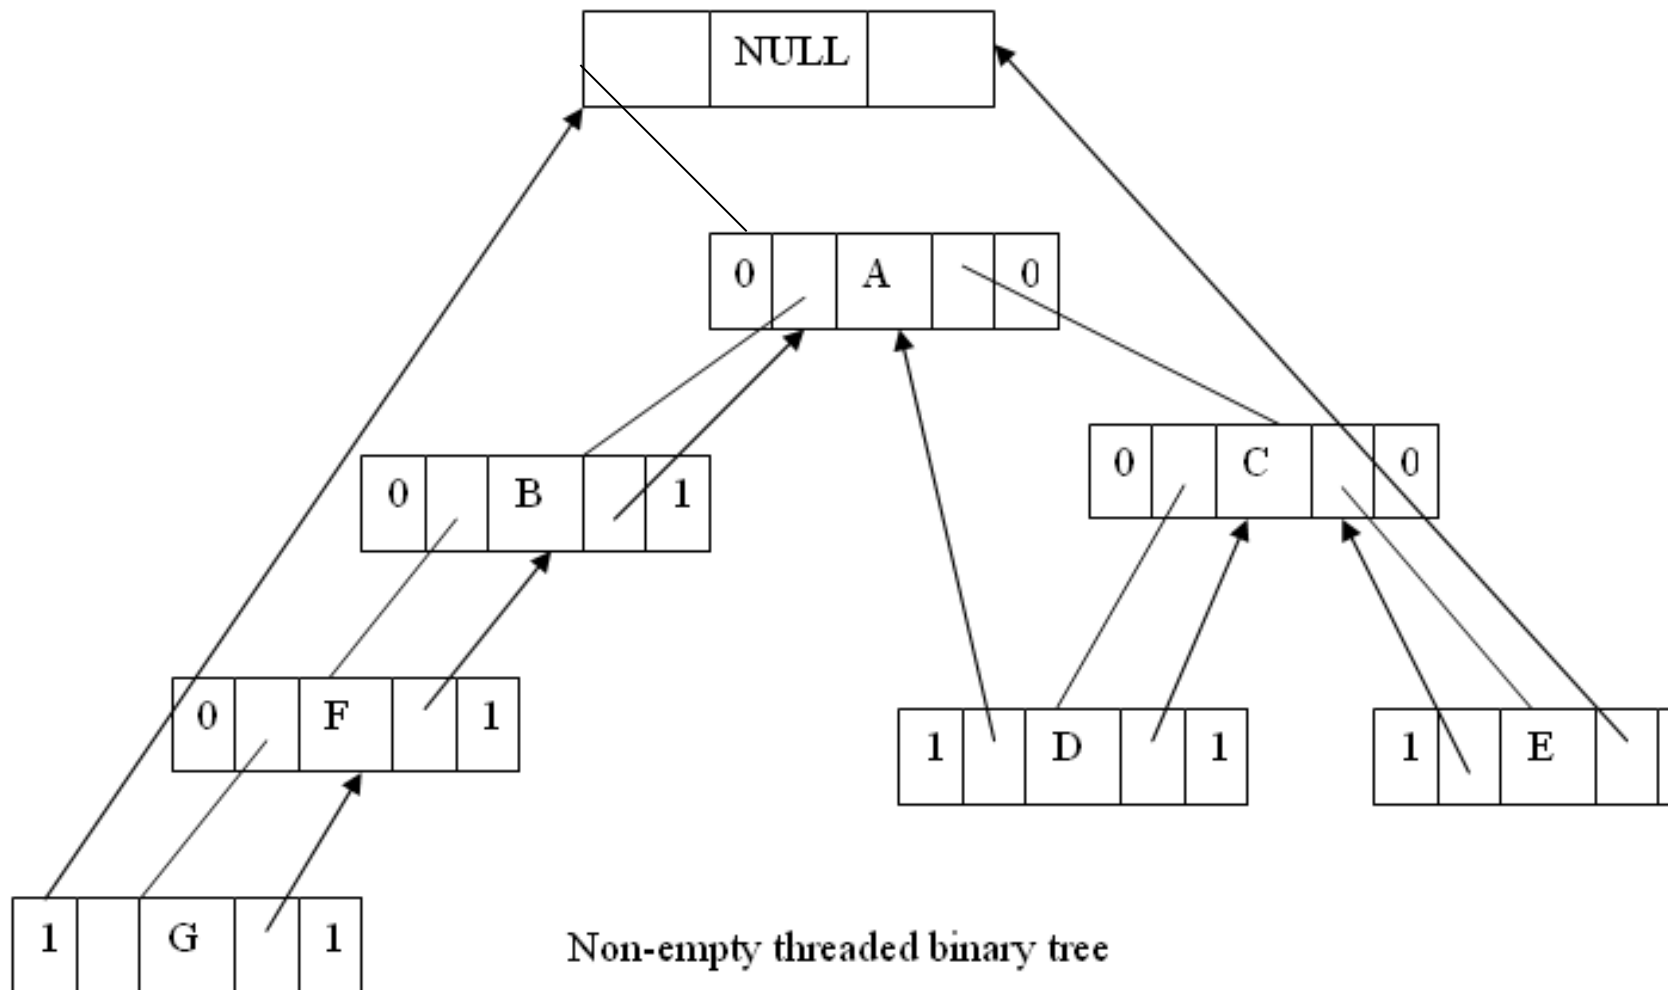 NULL
0 A 0
0 B 1
0 C 0
0 F 1
1 D 1
1 E
1 G 1
Non-empty threaded binary tree